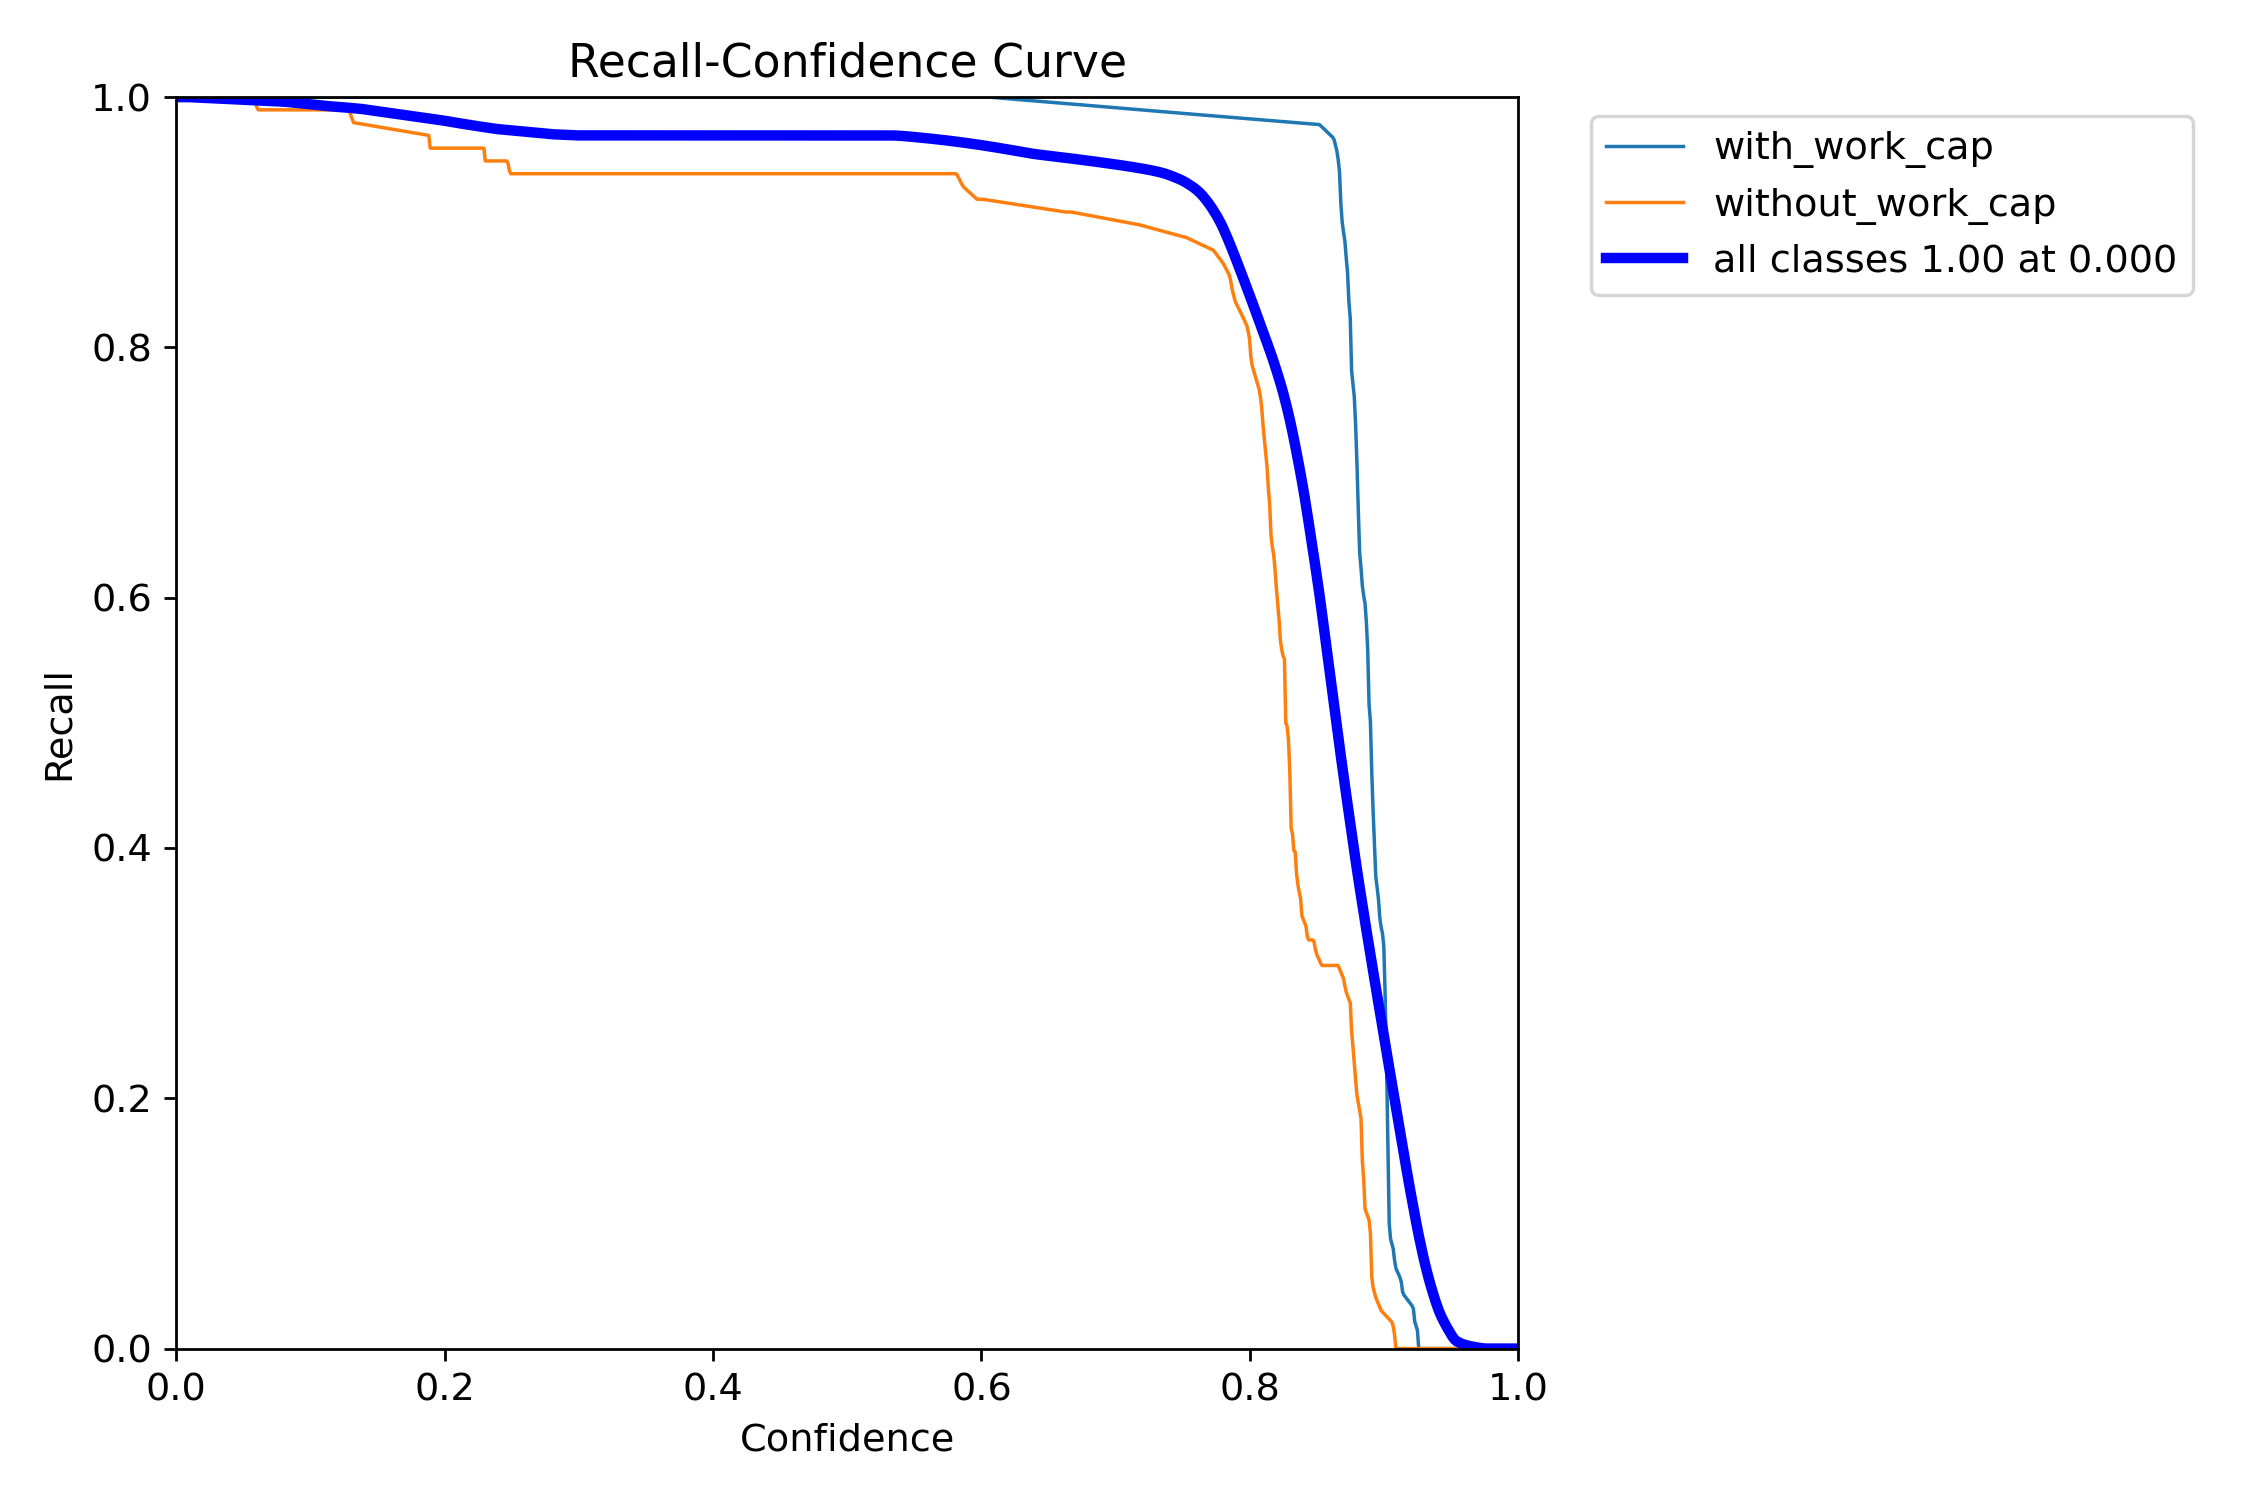 Recall-Confidence Curve
1.0
0.8
0.6
0.4
0.2
0.0
Recall
0.0 0.2 0.4 0.6 0.8 1.0
Confidence
with_work_cap
without_work_cap
all classes 1.00 at 0.000